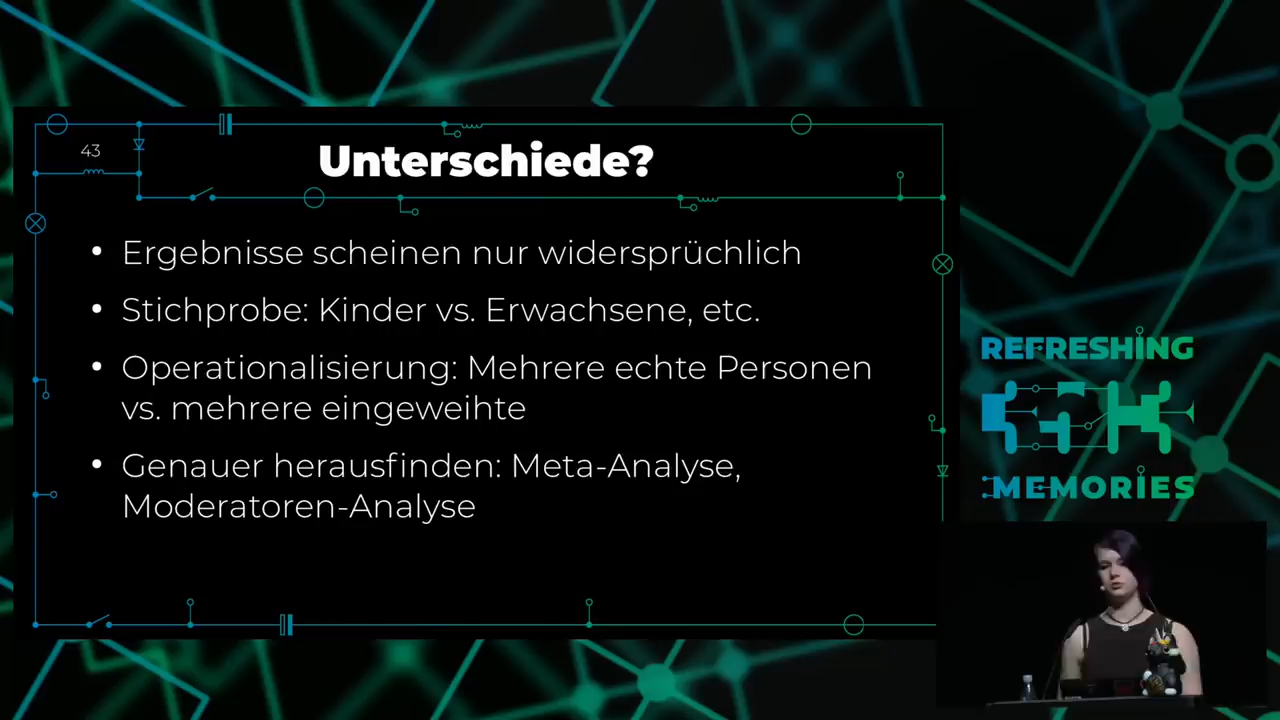 43
Unterschiede?
• Ergebnisse scheinen nur widersprüchlich
• Stichprobe: Kinder vs. Erwachsene, etc.
• Operationalisierung: Mehrere echte Personen
vs. mehrere eingeweihte
• Genauer herausfinden: Meta-Analyse,
Moderatoren-Analyse
REFRESHING
MEMORIES